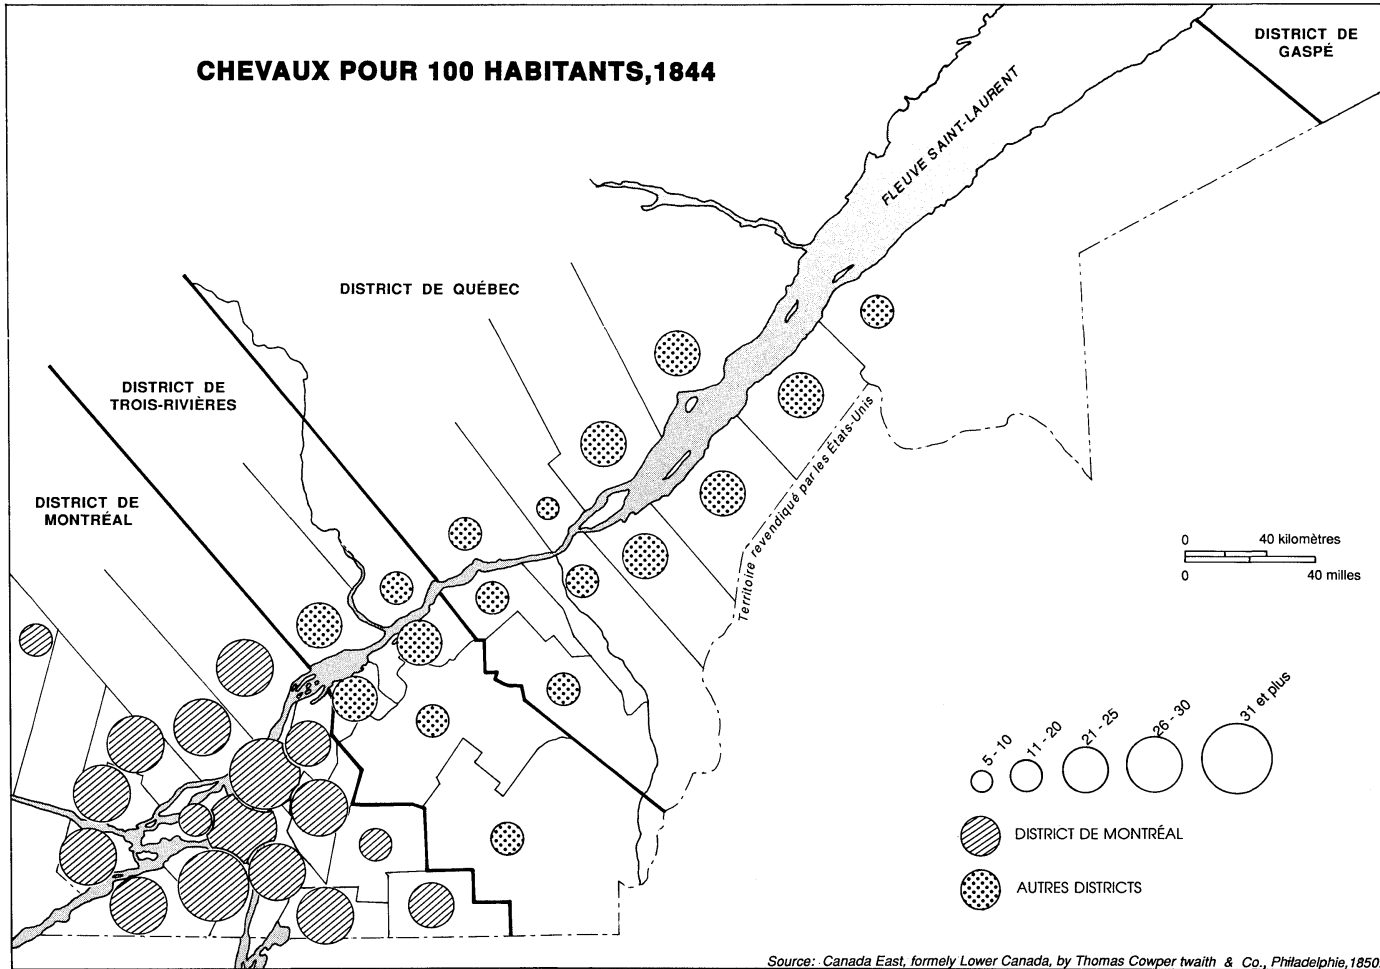 CHEVAUX POUR 100 HABITANTS,1844
DISTRICT DE
GASPÉ
FLEUVE SAINT-LAURENT
DISTRICT DE QUÉBEC
DISTRICT DE
TROIS-RIVIÈRES
DISTRICT DE
MONTRÉAL
Territoire revendiqué par les États-Unis
0 40 kilomètres
0 40 milles
5 - 10
11 - 20
21 - 25
26 - 30
31 et plus
DISTRICT DE MONTRÉAL
AUTRES DISTRICTS
Source: Canada East, formely Lower Canada, by Thomas Cowper twaith & Co., Philadelphie,1850.